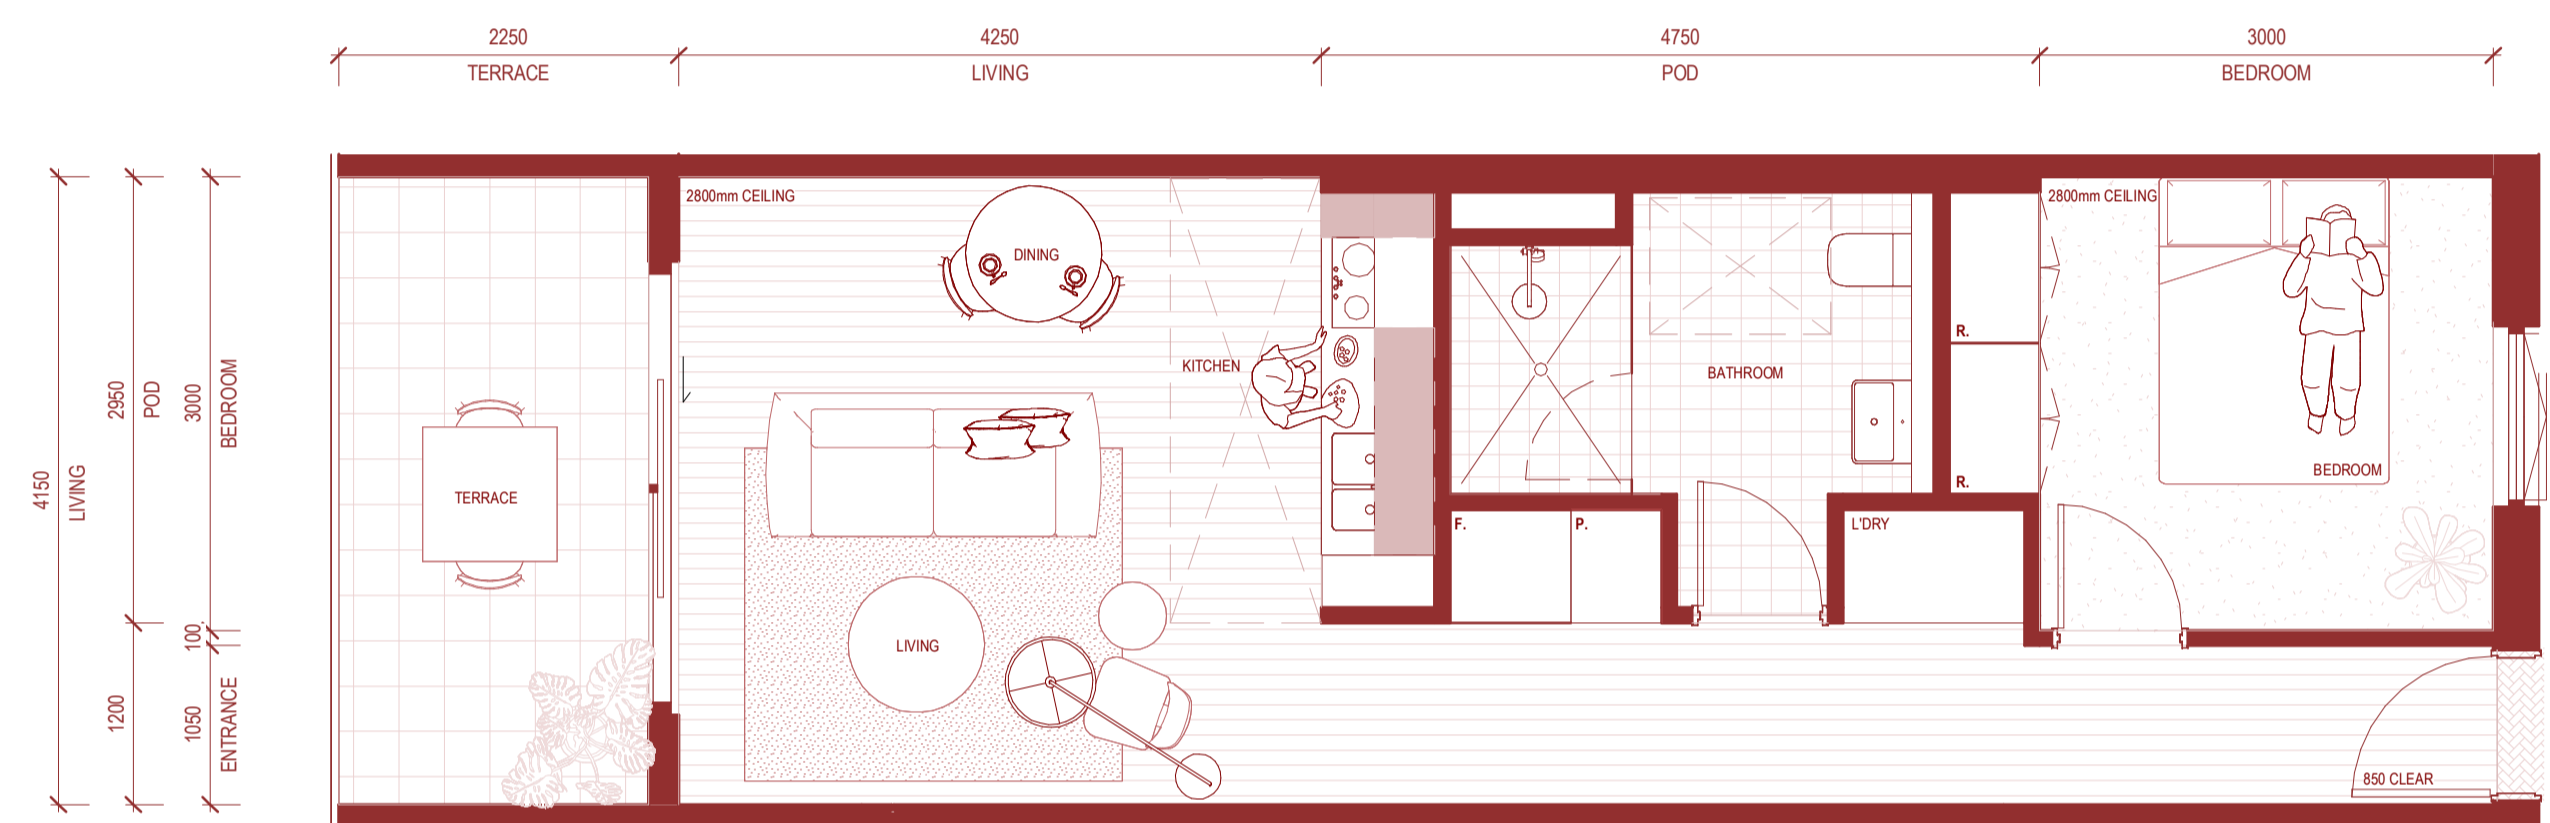 2250
4250
4750
3000
TERRACE
LIVING
POD
BEDROOM
2800mm CEILING
2800mm CEILING
DINING
KITCHEN
BATHROOM
R.
R.
BEDROOM
TERRACE
F.
P.
L'DRY
LIVING
850 CLEAR
4150
LIVING
2950
POD
1200
3000
BEDROOM
100
1050
ENTRANCE